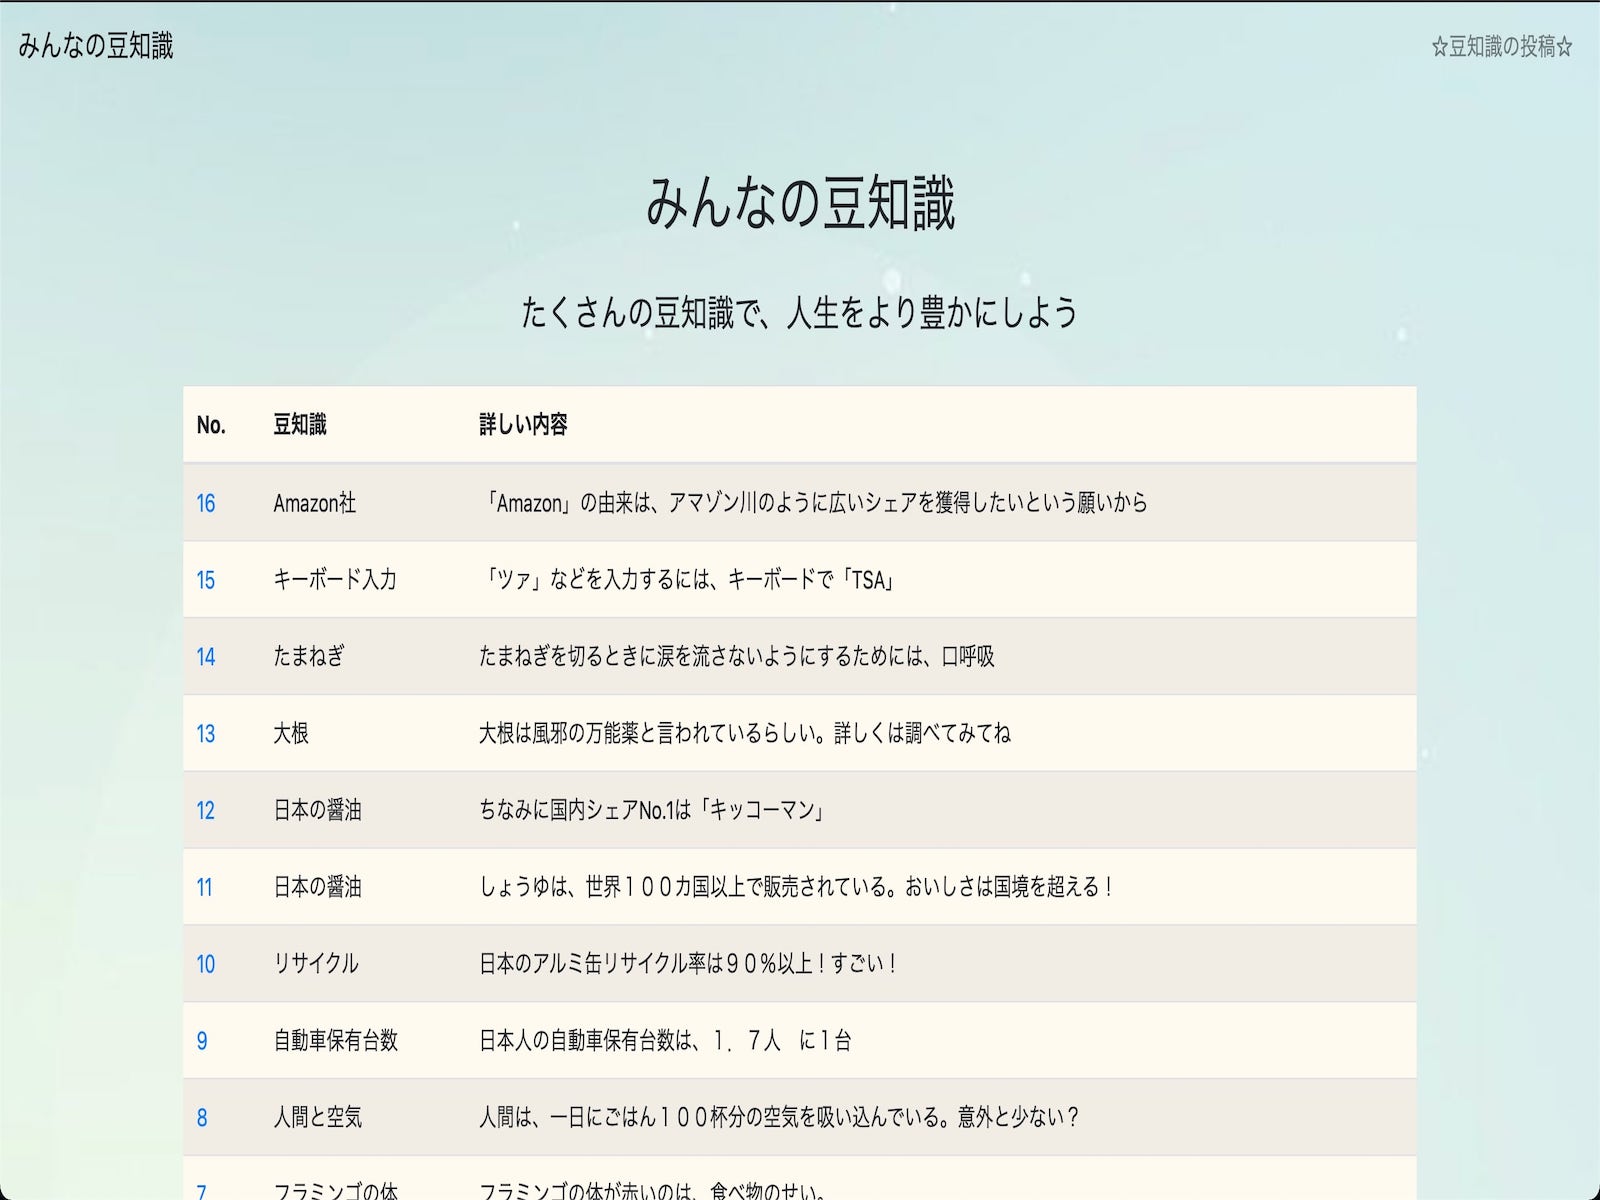 みんなの豆知識
☆豆知識の投稿☆
みんなの豆知識
たくさんの豆知識で、人生をより豊かにしよう
No. 豆知識 詳しい内容
16 Amazon社 「Amazon」の由来は、アマゾン川のように広いシェアを獲得したいという願いから
15 キーボード入力 「ツァ」などを入力するには、キーボードで「TSA」
14 たまねぎ たまねぎを切るときに涙を流さないようにするためには、口呼吸
13 大根 大根は風邪の万能薬と言われているらしい。詳しくは調べてみてね
12 日本の醤油 ちなみに国内シェアNo.1は「キッコーマン」
11 日本の醤油 しょうゆは、世界１００カ国以上で販売されている。おいしさは国境を超える！
10 リサイクル 日本のアルミ缶リサイクル率は９０％以上！すごい！
9 自動車保有台数 日本人の自動車保有台数は、１．７人　に１台
8 人間と空気 人間は、一日にごはん１００杯分の空気を吸い込んでいる。意外と少ない？
7 フラミンゴの体 フラミンゴの体が赤いのは、食べ物のせい。